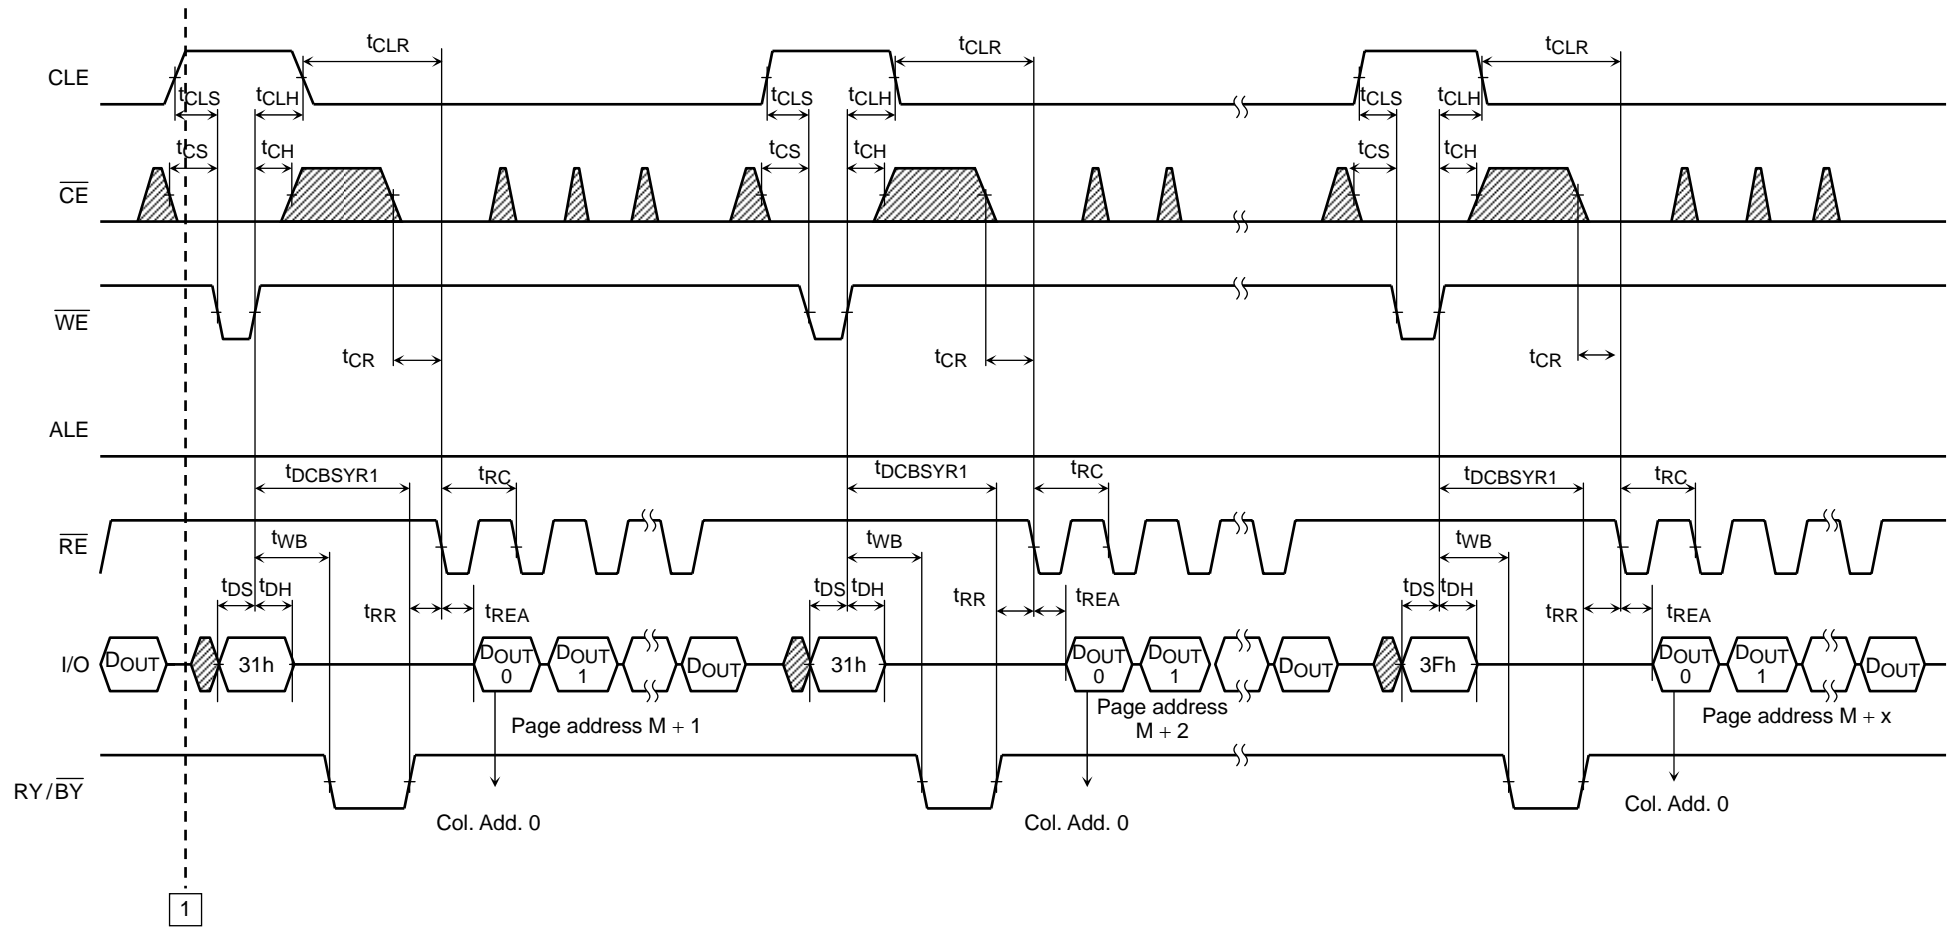 tCLR tCLR tCLR
CLE
tCLS tCLH tCLS tCLH tCLS tCLH
tCS tCH tCS tCH tCS tCH
CE
WE
tCR tCR tCR
ALE
tDCBSYR1 tRC tDCBSYR1 tRC tDCBSYR1 tRC
RE
tWB tWB tWB
tDS tDH tDS tDH tDS tDH
tRR tREA tRR tREA tRR tREA
I/O DOUT 31h DOUT 0 DOUT 1 DOUT 31h DOUT 0 DOUT 1 DOUT 3Fh DOUT 0 DOUT 1 DOUT
Page address M + 1
Page address
M + 2
Page address M + x
RY/BY
Col. Add. 0 Col. Add. 0 Col. Add. 0
1